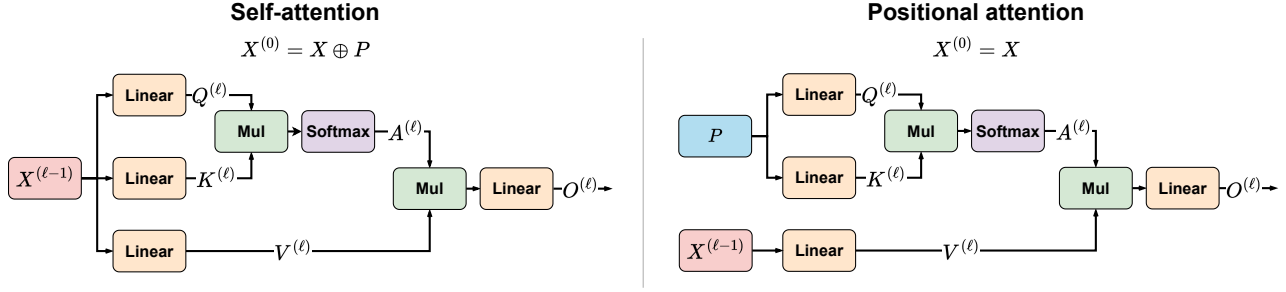 Self-attention
X^{(0)} = X ⊕ P
Linear
Q^{(ℓ)}
Mul
Softmax
A^{(ℓ)}
X^{(ℓ−1)}
Linear
K^{(ℓ)}
Mul
Linear
O^{(ℓ)}
Linear
V^{(ℓ)}
Positional attention
X^{(0)} = X
Linear
Q^{(ℓ)}
P
Mul
Softmax
A^{(ℓ)}
Linear
K^{(ℓ)}
Mul
Linear
O^{(ℓ)}
X^{(ℓ−1)}
Linear
V^{(ℓ)}